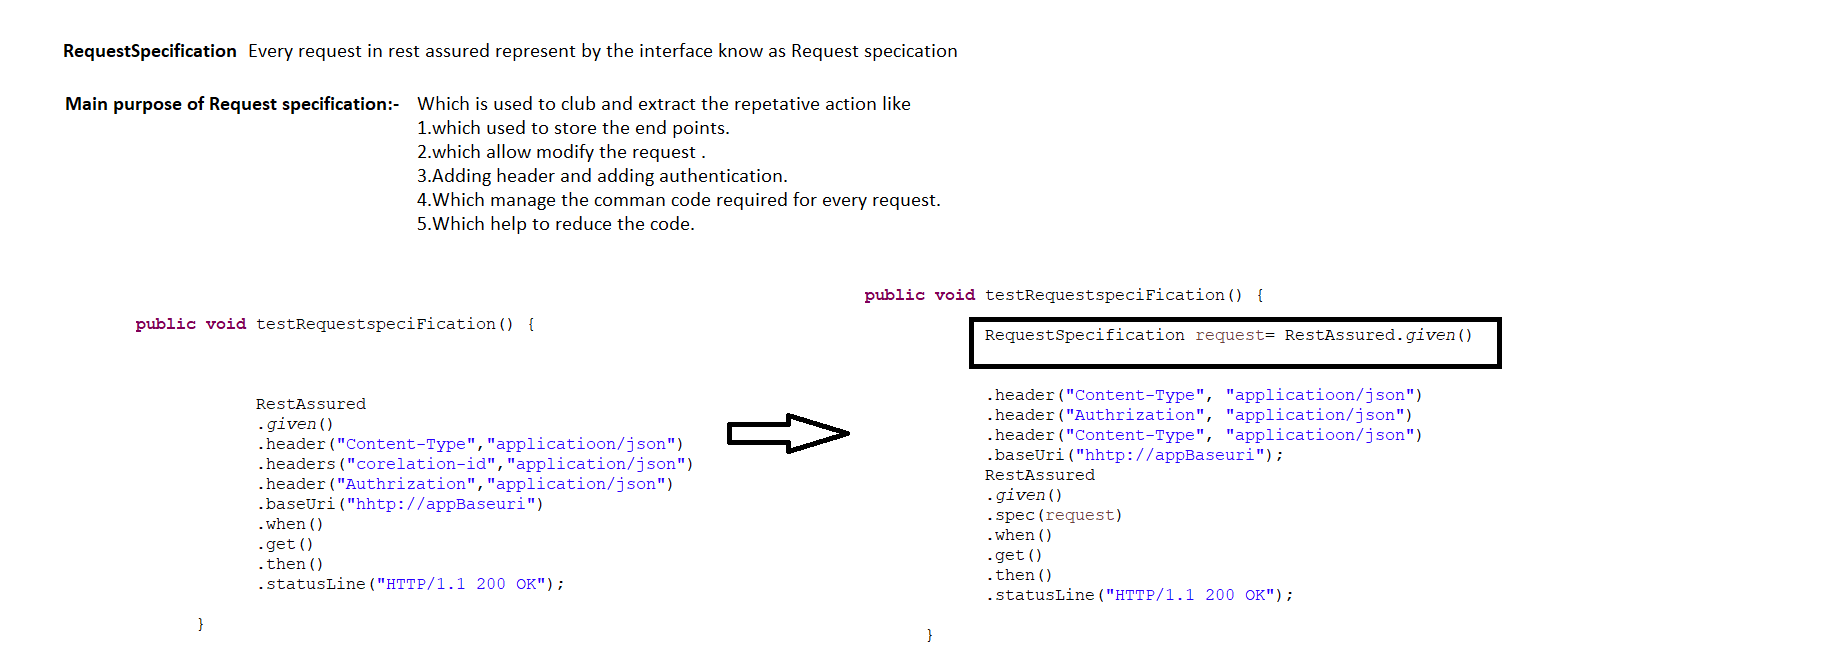 RequestSpecification Every request in rest assured represent by the interface know as Request specication
Main purpose of Request specification:- Which is used to club and extract the repetative action like
1.which used to store the end points.
2.which allow modify the request .
3.Adding header and adding authentication.
4.Which manage the comman code required for every request.
5.Which help to reduce the code.
public void testRequestspeciFication() {
RestAssured
.given()
.header("Content-Type","applicatioon/json")
.headers("corelation-id","application/json")
.header("Authrization","application/json")
.baseUri("hhtp://appBaseuri")
.when()
.get()
.then()
.statusLine("HTTP/1.1 200 OK");
}
public void testRequestspeciFication() {
RequestSpecification request= RestAssured.given()
.header("Content-Type", "applicatioon/json")
.header("Authrization", "application/json")
.header("Content-Type", "applicatioon/json")
.baseUri("hhtp://appBaseuri");
RestAssured
.given()
.spec(request)
.when()
.get()
.then()
.statusLine("HTTP/1.1 200 OK");
}